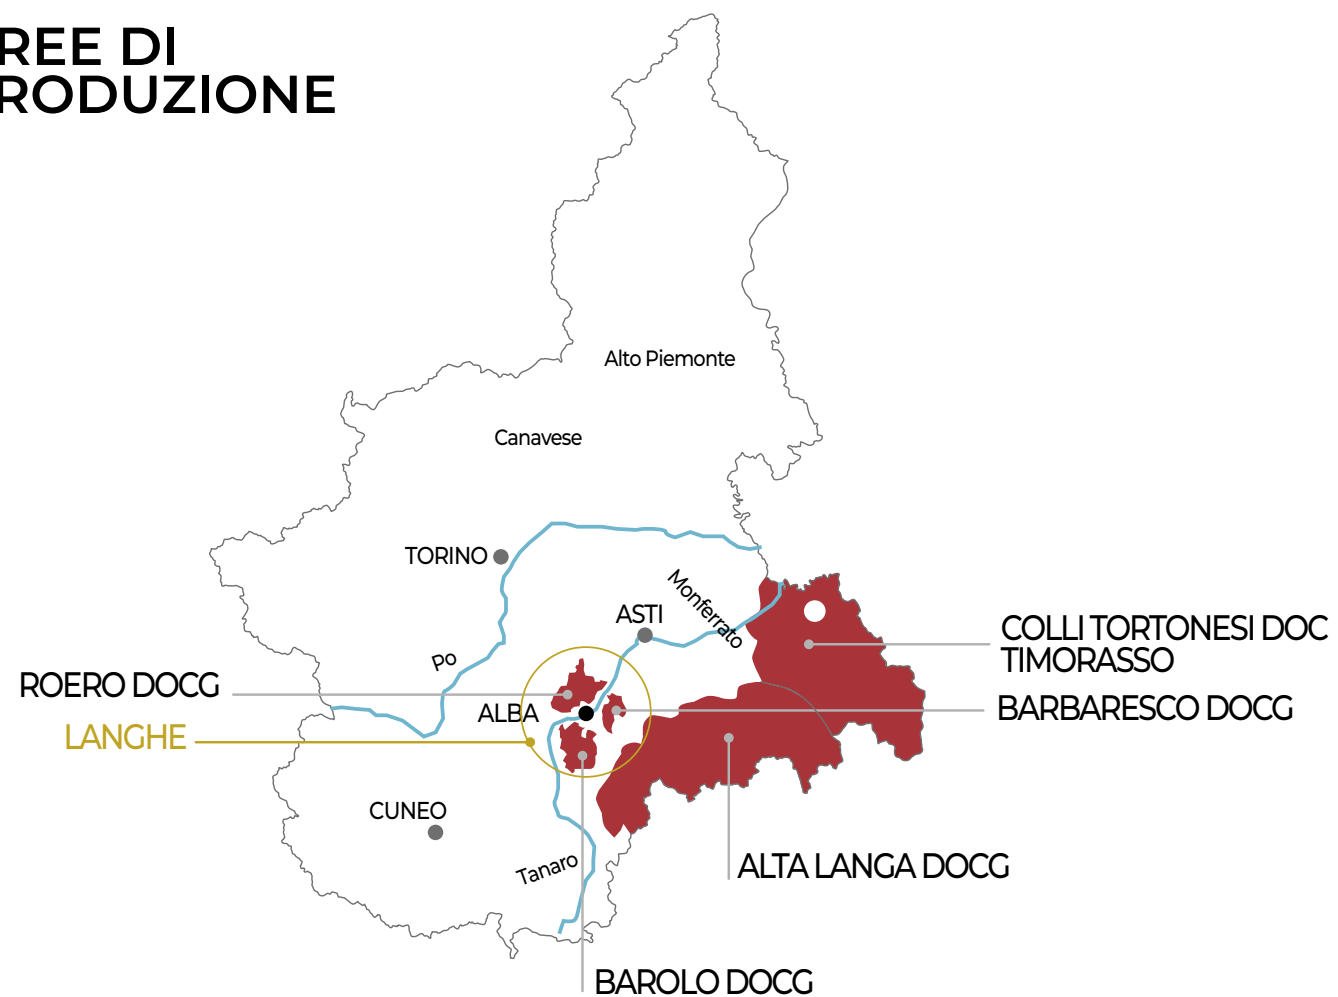 REE DI
RODUZIONE
Alto Piemonte
Canavese
TORINO
Monferrato
ASTI
COLLI TORTONESI DOC
TIMORASSO
Po
ROERO DOCG
ALBA
BARBARESCO DOCG
LANGHE
CUNEO
Tanaro
ALTA LANGA DOCG
BAROLO DOCG